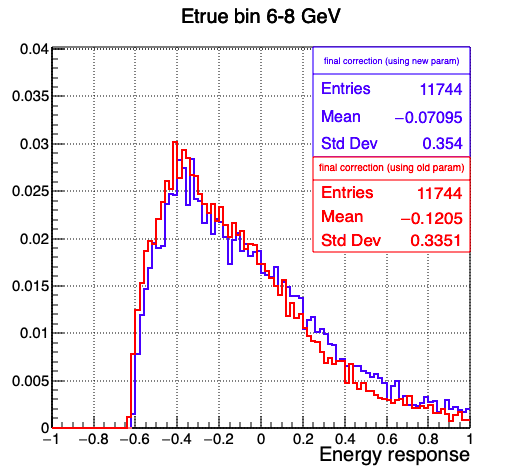 Etrue bin 6-8 GeV
final correction (using new param)
Entries 11744
Mean −0.07095
Std Dev 0.354
final correction (using old param)
Entries 11744
Mean −0.1205
Std Dev 0.3351
0.04
0.035
0.03
0.025
0.02
0.015
0.01
0.005
0
−1 −0.8 −0.6 −0.4 −0.2 0 0.2 0.4 0.6 0.8 1
Energy response